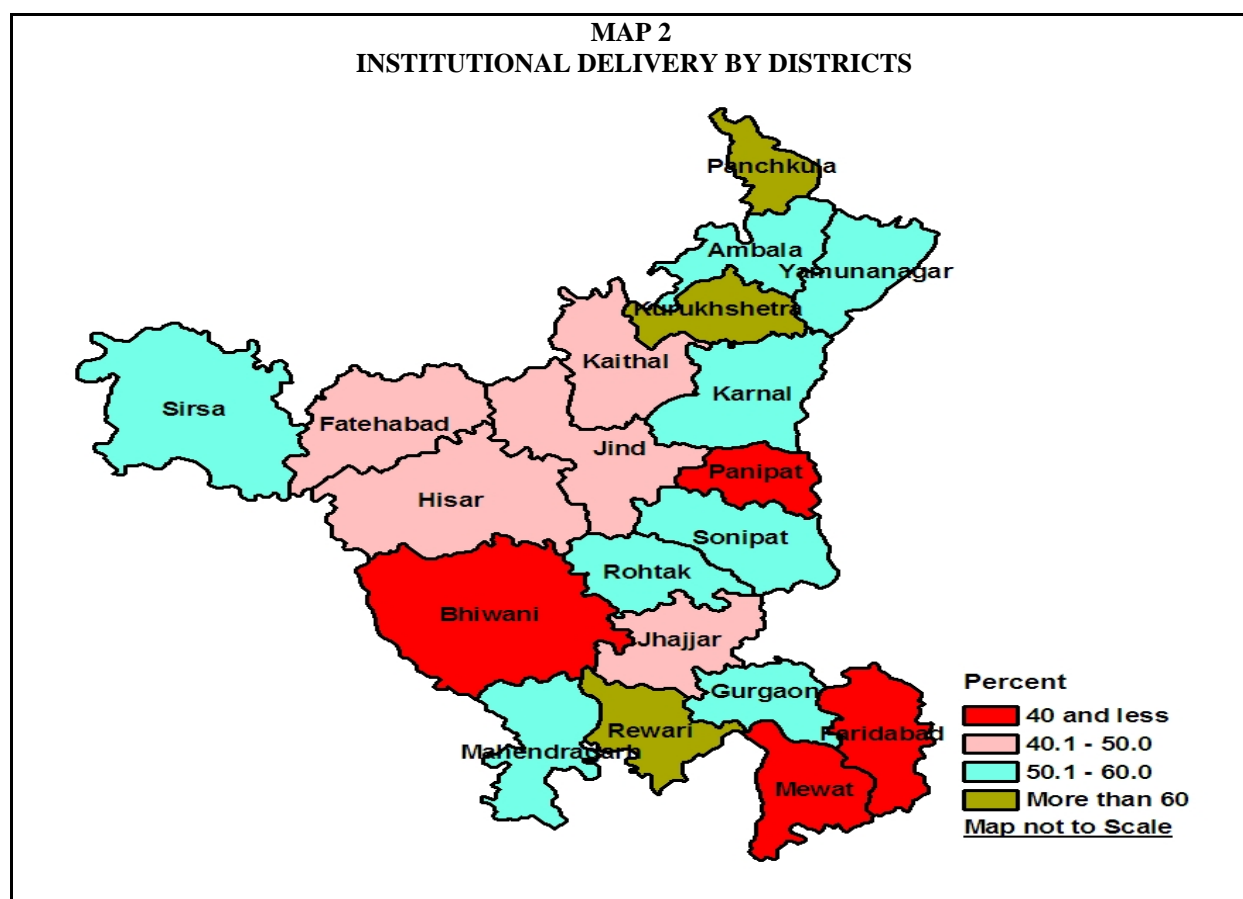 MAP 2
INSTITUTIONAL DELIVERY BY DISTRICTS
Panchkula
Ambala
Yamunanagar
Kurukhshetra
Kaithal
Karnal
Sirsa
Fatehabad
Jind
Panipat
Hisar
Sonipat
Rohtak
Bhiwani
Jhajjar
Gurgaon
Rewari
Faridabad
Mahendragarh
Mewat
Percent
40 and less
40.1 - 50.0
50.1 - 60.0
More than 60
Map not to Scale